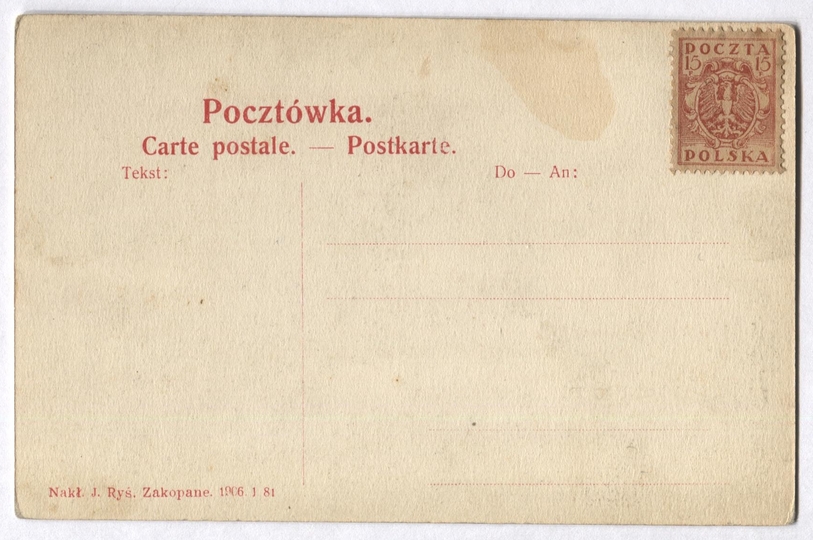 Pocztówka.
Carte postale. — Postkarte.
Tekst:
Do — An:
POCZTA
15 15
F F
POLSKA
Nakł. J. Ryś. Zakopane. 1906. 1 81